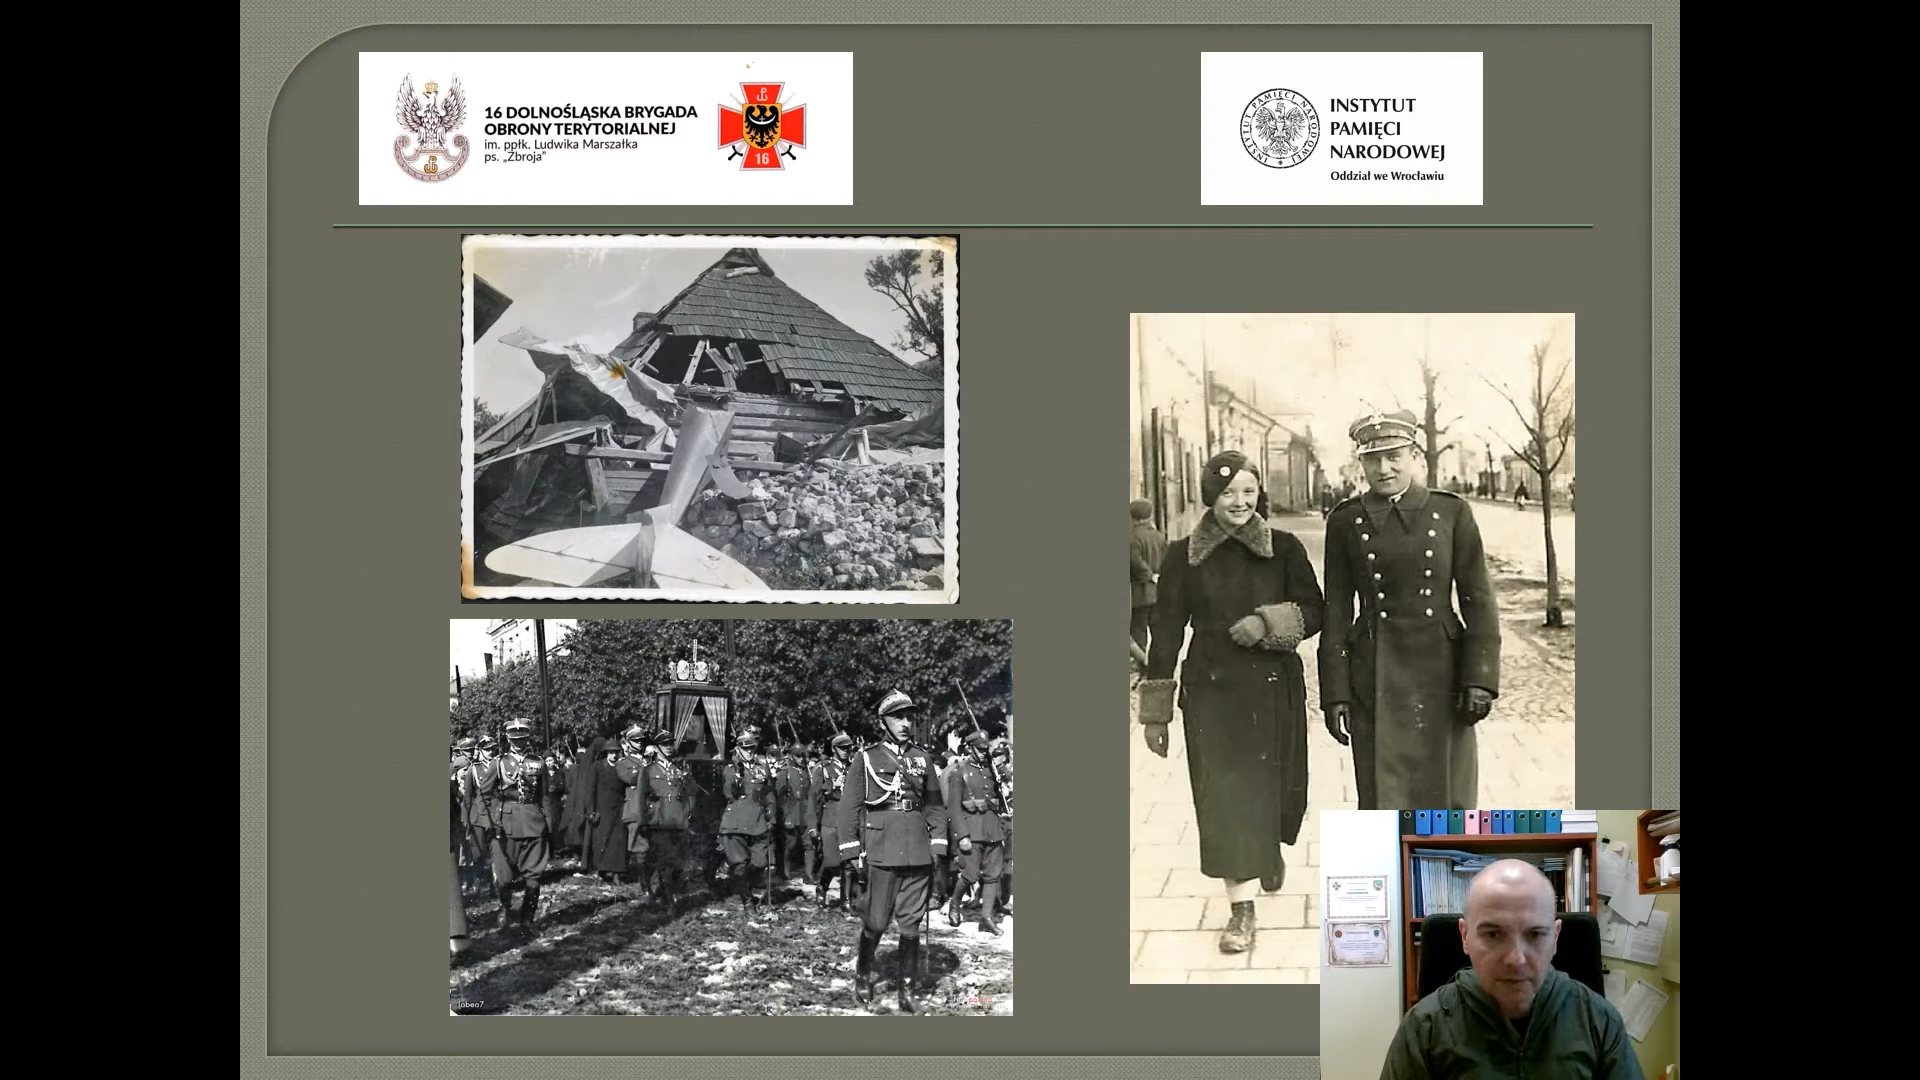 16 DOLNOŚLĄSKA BRYGADA
OBRONY TERYTORIALNEJ
im. ppłk. Ludwika Marszałka
ps. „Zbroja”
16
INSTYTUT PAMIĘCI NARODOWEJ
INSTYTUT
PAMIĘCI
NARODOWEJ
Oddział we Wrocławiu
labeo7